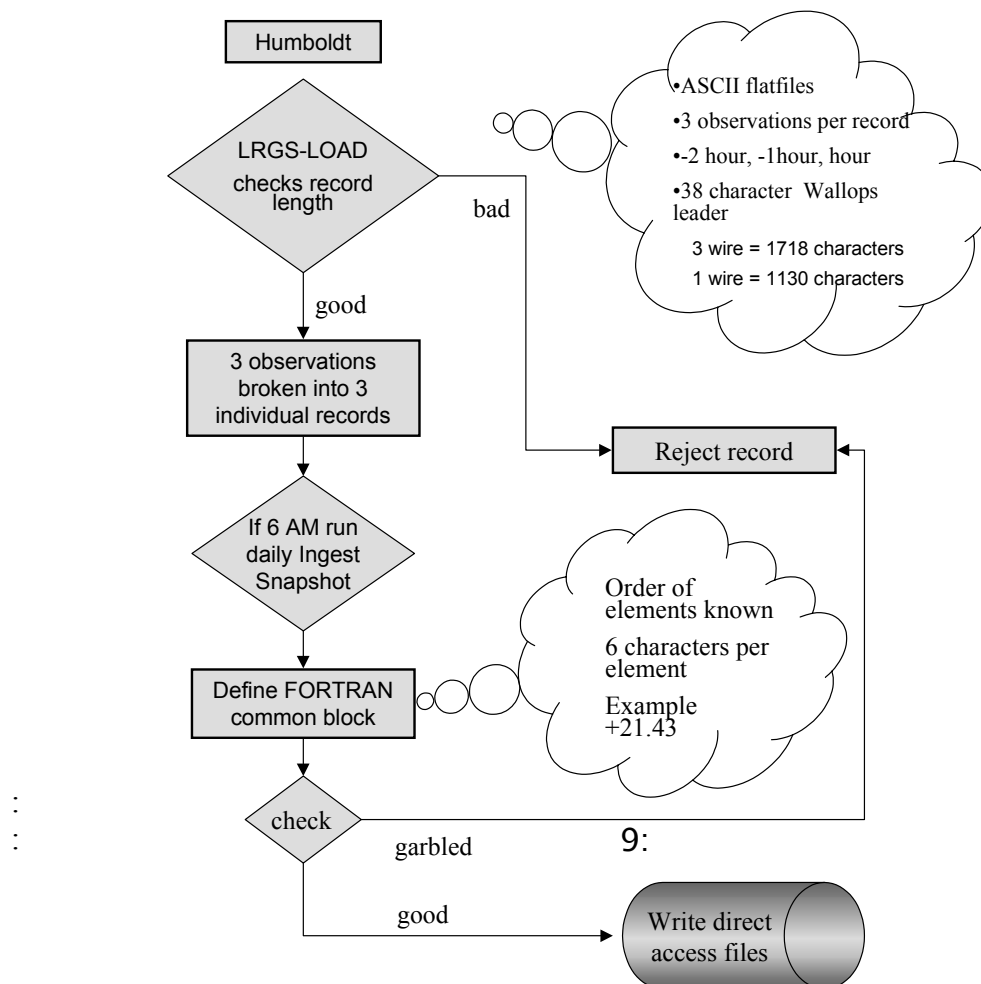 Humboldt
LRGS-LOAD
checks record
length
bad
good
•ASCII flatfiles
•3 observations per record
•-2 hour, -1hour, hour
•38 character Wallops
leader
3 wire = 1718 characters
1 wire = 1130 characters
3 observations
broken into 3
individual records
Reject record
If 6 AM run
daily Ingest
Snapshot
Order of
elements known
6 characters per
element
Example
+21.43
Define FORTRAN
common block
:
:
check
garbled
9:
good
Write direct
access files